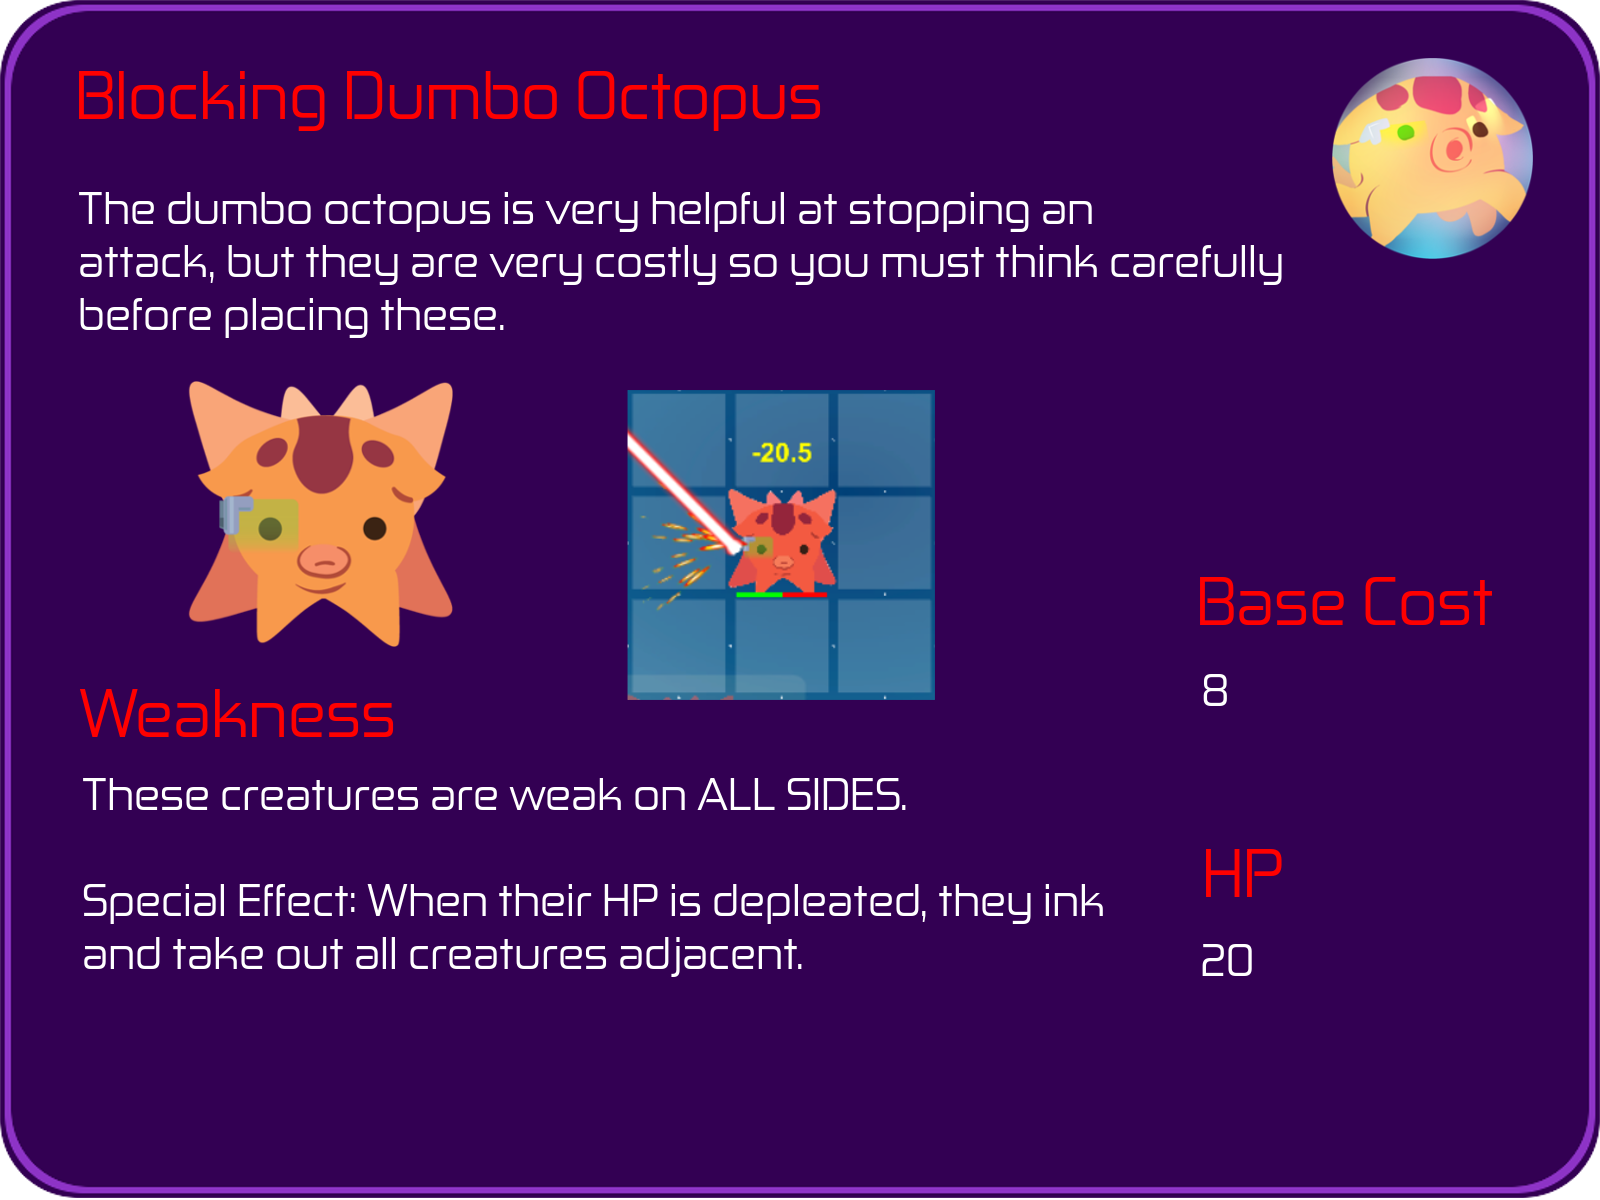 Blocking Dumbo Octopus
The dumbo octopus is very helpful at stopping an
attack, but they are very costly so you must think carefully
before placing these.
-20.5
Base Cost
8
Weakness
These creatures are weak on ALL SIDES.
Special Effect: When their HP is depleated, they ink
and take out all creatures adjacent.
HP
20